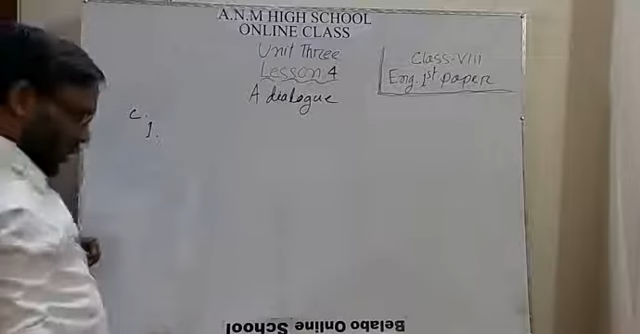 A.N.M HIGH SCHOOL
ONLINE CLASS
Unit Three
Lesson 4
A dialogue
Class-VIII
Eng. 1st paper
C.
1.
Belabo Online School